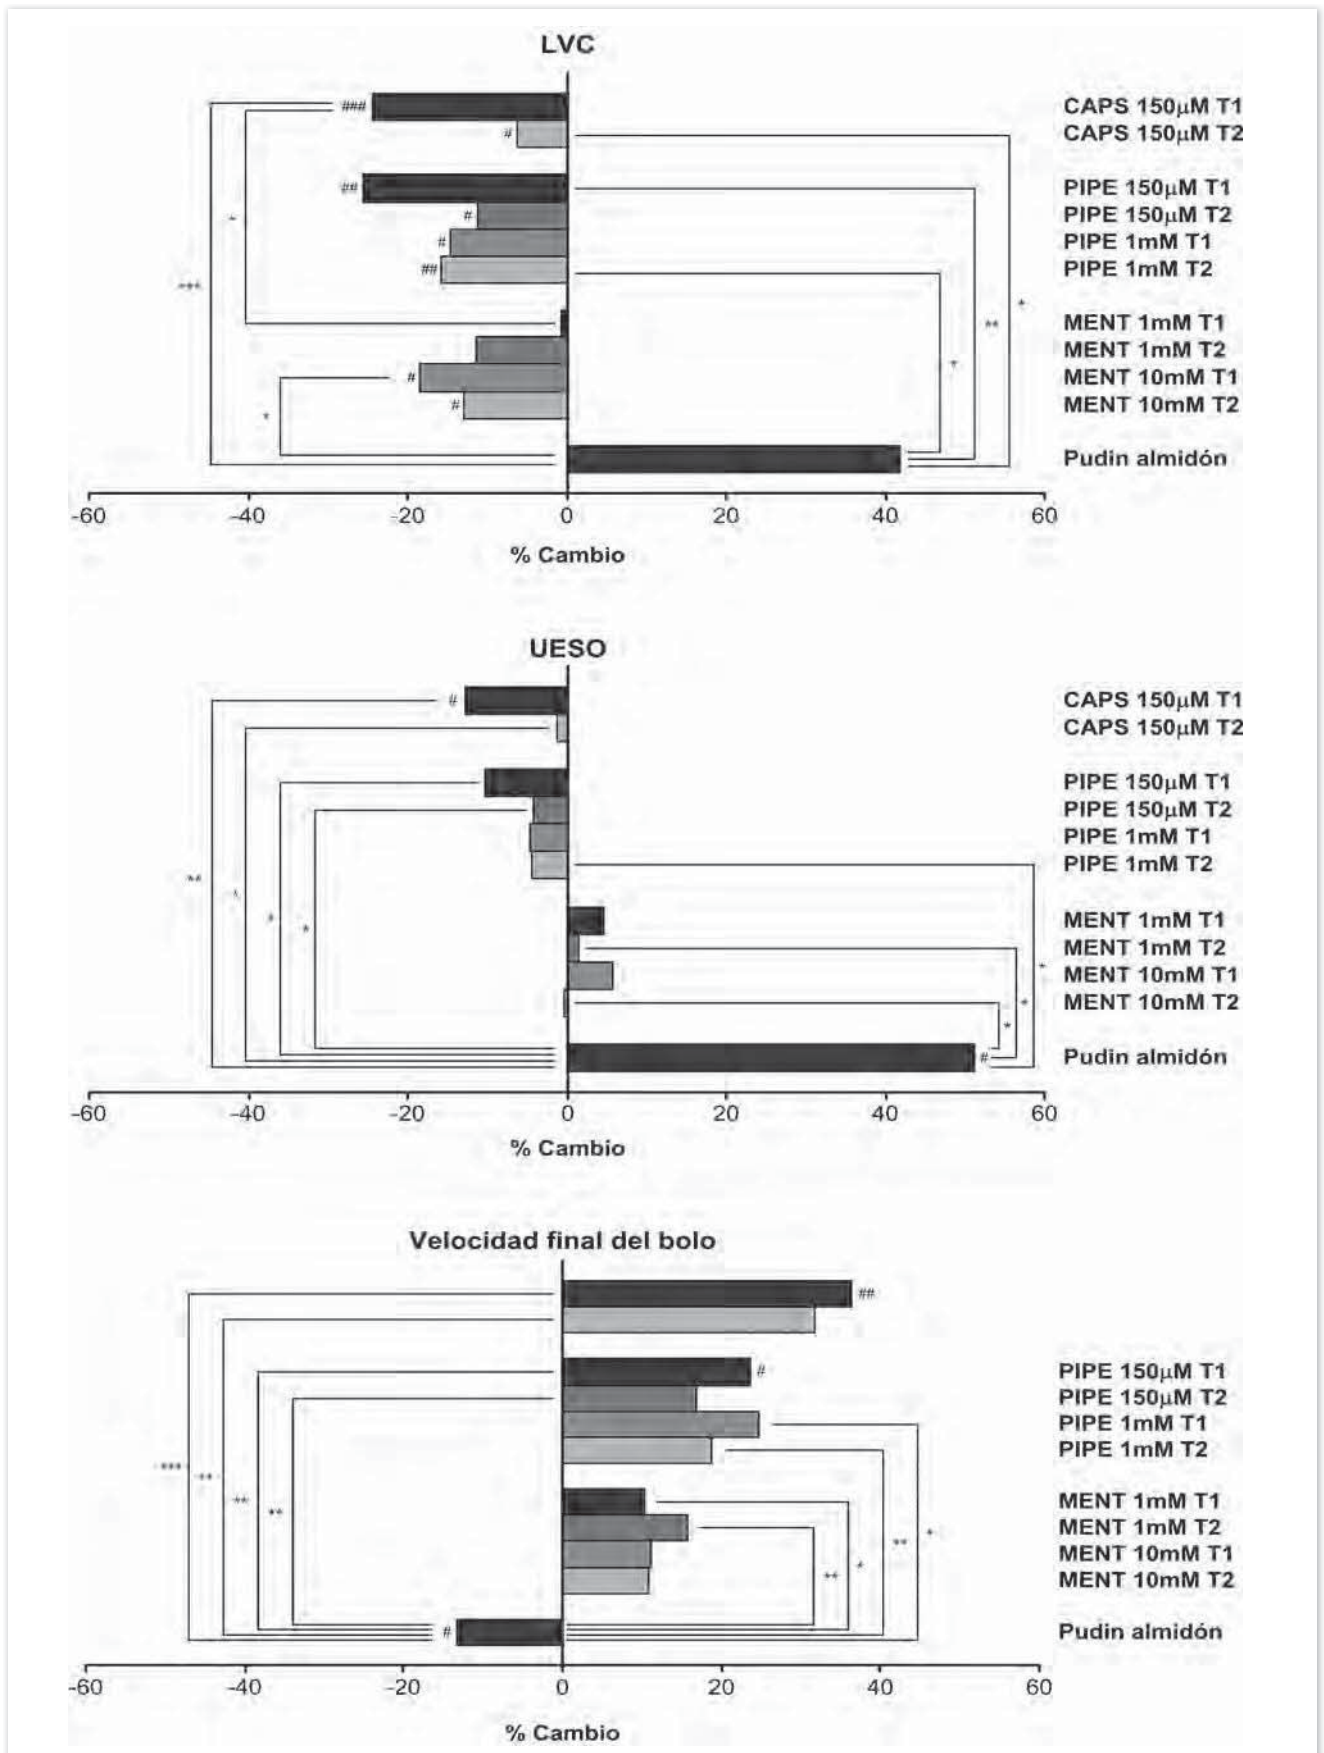 LVC
### CAPS 150µM T1
# CAPS 150µM T2
## PIPE 150µM T1
# PIPE 150µM T2
# PIPE 1mM T1
## PIPE 1mM T2
*
***
*
**
*
MENT 1mM T1
MENT 1mM T2
# MENT 10mM T1
# MENT 10mM T2
*
Pudin almidón
-60 -40 -20 0 20 40 60
% Cambio
UESO
# CAPS 150µM T1
CAPS 150µM T2
PIPE 150µM T1
PIPE 150µM T2
PIPE 1mM T1
PIPE 1mM T2
** * * *
MENT 1mM T1
MENT 1mM T2
MENT 10mM T1
MENT 10mM T2
* * *
# Pudin almidón
-60 -40 -20 0 20 40 60
% Cambio
Velocidad final del bolo
##
# PIPE 150µM T1
PIPE 150µM T2
PIPE 1mM T1
PIPE 1mM T2
*** ** ** **
MENT 1mM T1
MENT 1mM T2
MENT 10mM T1
MENT 10mM T2
** * ** *
# Pudin almidón
-60 -40 -20 0 20 40 60
% Cambio